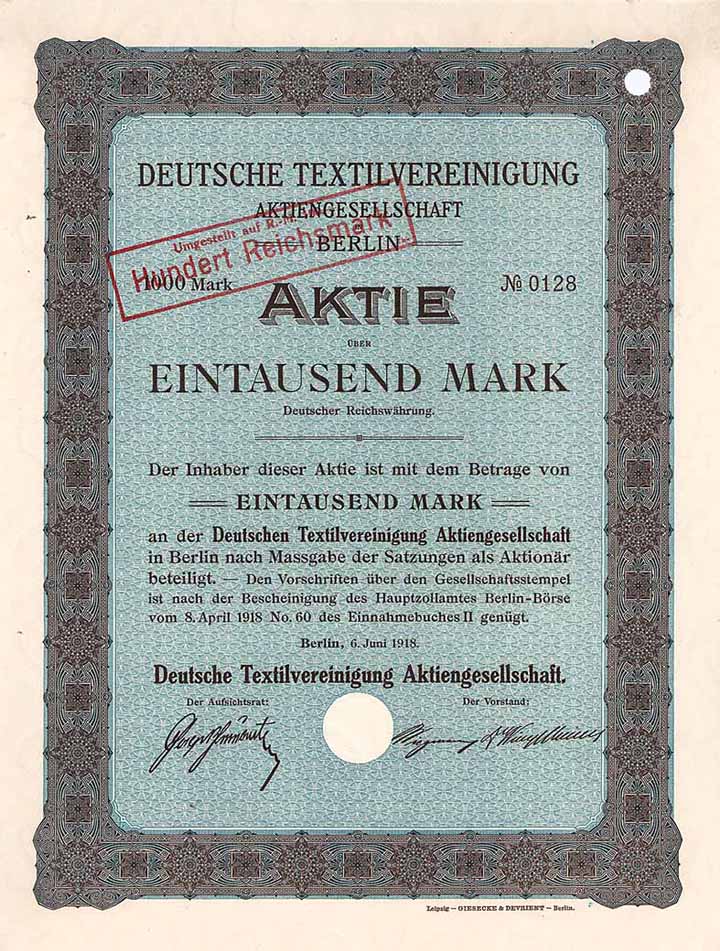 DEUTSCHE TEXTILVEREINIGUNG
AKTIENGESELLSCHAFT
BERLIN
Umgestellt auf R.M.
Hundert Reichsmark
1000 Mark
№ 0128
AKTIE
ÜBER
EINTAUSEND MARK
Deutscher Reichswährung.
Der Inhaber dieser Aktie ist mit dem Betrage von
EINTAUSEND MARK
an der Deutschen Textilvereinigung Aktiengesellschaft
in Berlin nach Massgabe der Satzungen als Aktionär
beteiligt. — Den Vorschriften über den Gesellschaftsstempel
ist nach der Bescheinigung des Hauptzollamtes Berlin-Börse
vom 8. April 1918 No. 60 des Einnahmebuches II genügt.
Berlin, 6. Juni 1918.
Deutsche Textilvereinigung Aktiengesellschaft.
Der Aufsichtsrat:
Der Vorstand:
Leipzig — GIESECKE & DEVRIENT — Berlin.